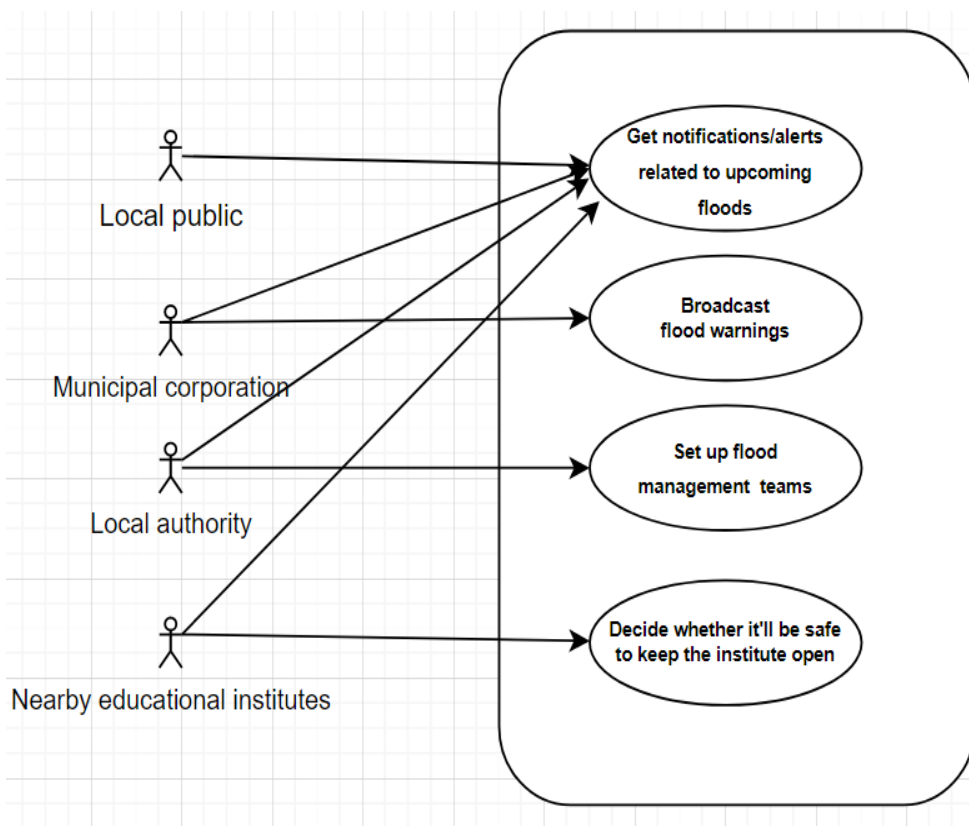 Get notifications/alerts
related to upcoming
floods
Local public
Broadcast
flood warnings
Municipal corporation
Set up flood
management teams
Local authority
Decide whether it'll be safe
to keep the institute open
Nearby educational institutes